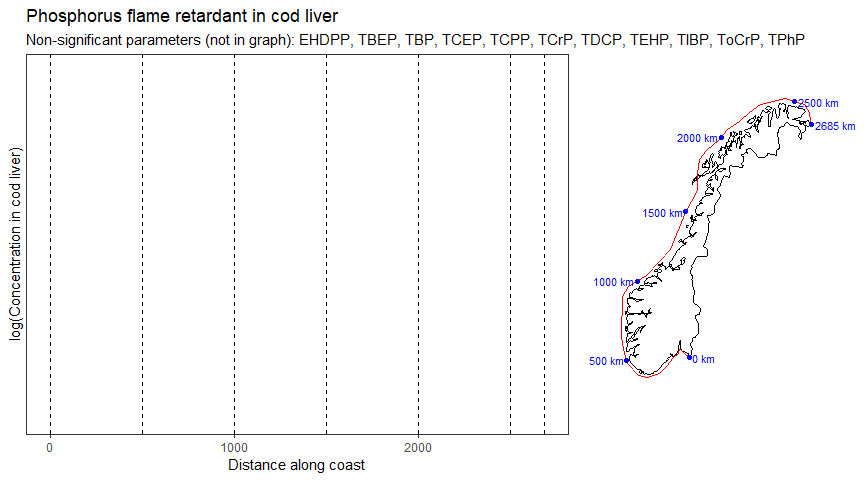 Phosphorus flame retardant in cod liver
Non-significant parameters (not in graph): EHDPP, TBEP, TBP, TCEP, TCPP, TCrP, TDCP, TEHP, TIBP, ToCrP, TPhP
log(Concentration in cod liver)
0
1000
2000
Distance along coast
2500 km
2685 km
2000 km
1500 km
1000 km
500 km
0 km